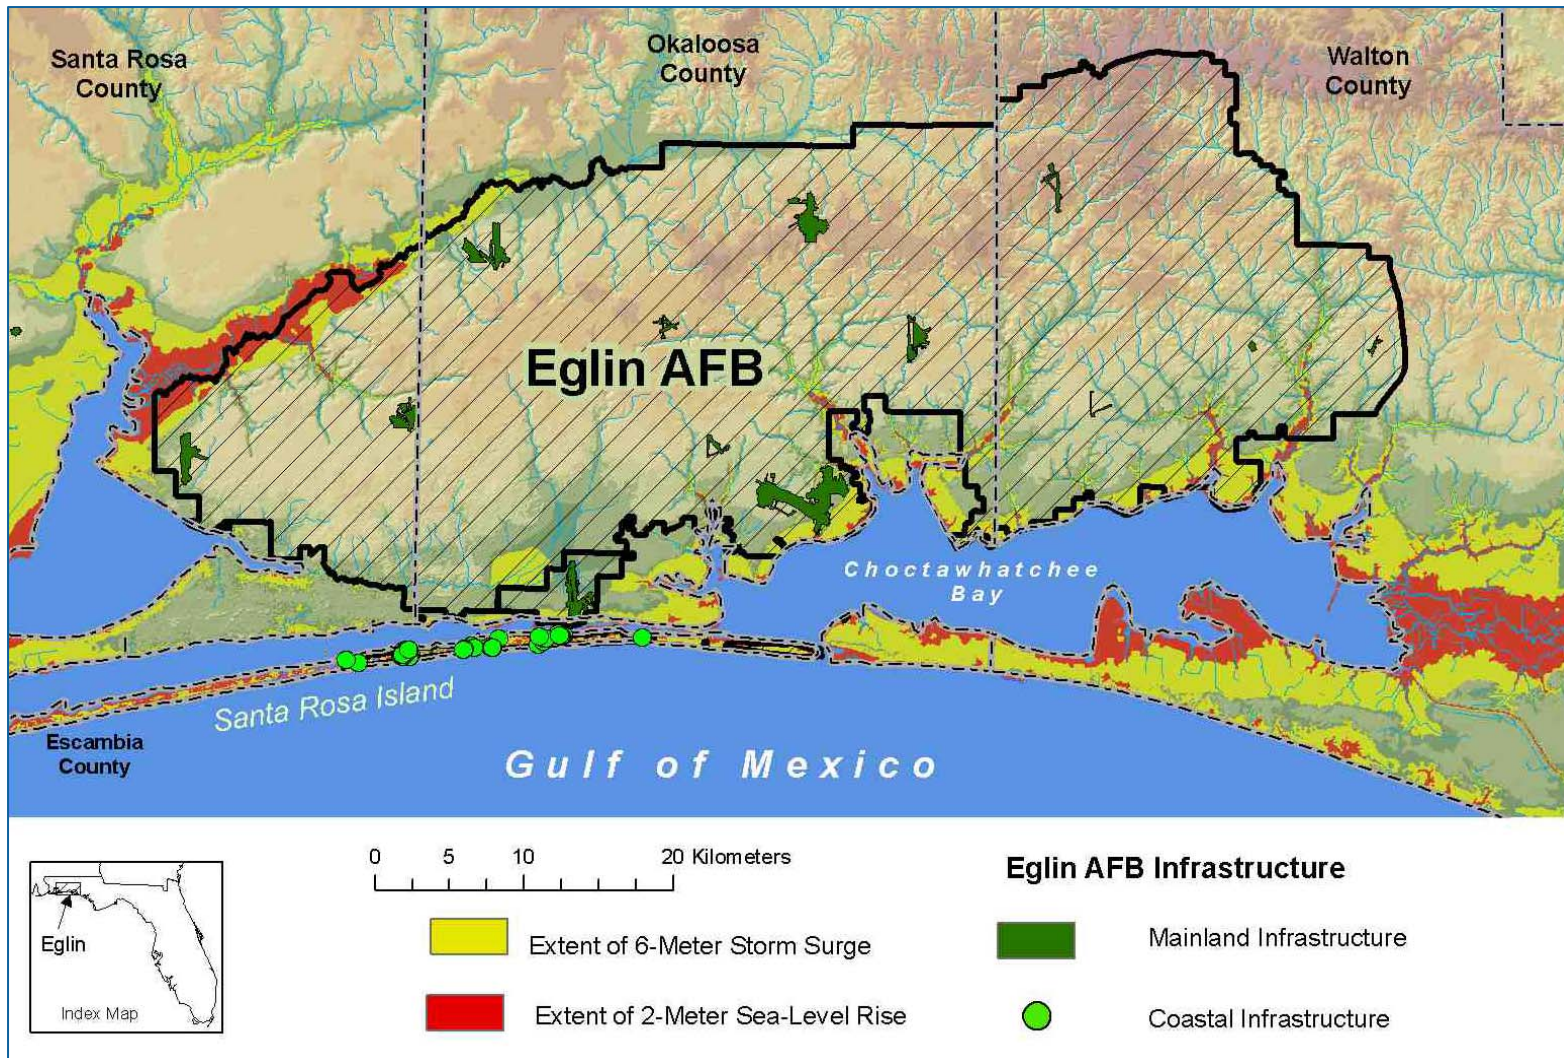 Santa Rosa
County
Okaloosa
County
Walton
County
Eglin AFB
Choctawhatchee
Bay
Santa Rosa Island
Escambia
County
Gulf of Mexico
0 5 10 20 Kilometers
Eglin AFB Infrastructure
Extent of 6-Meter Storm Surge
Mainland Infrastructure
Extent of 2-Meter Sea-Level Rise
Coastal Infrastructure
Eglin
Index Map